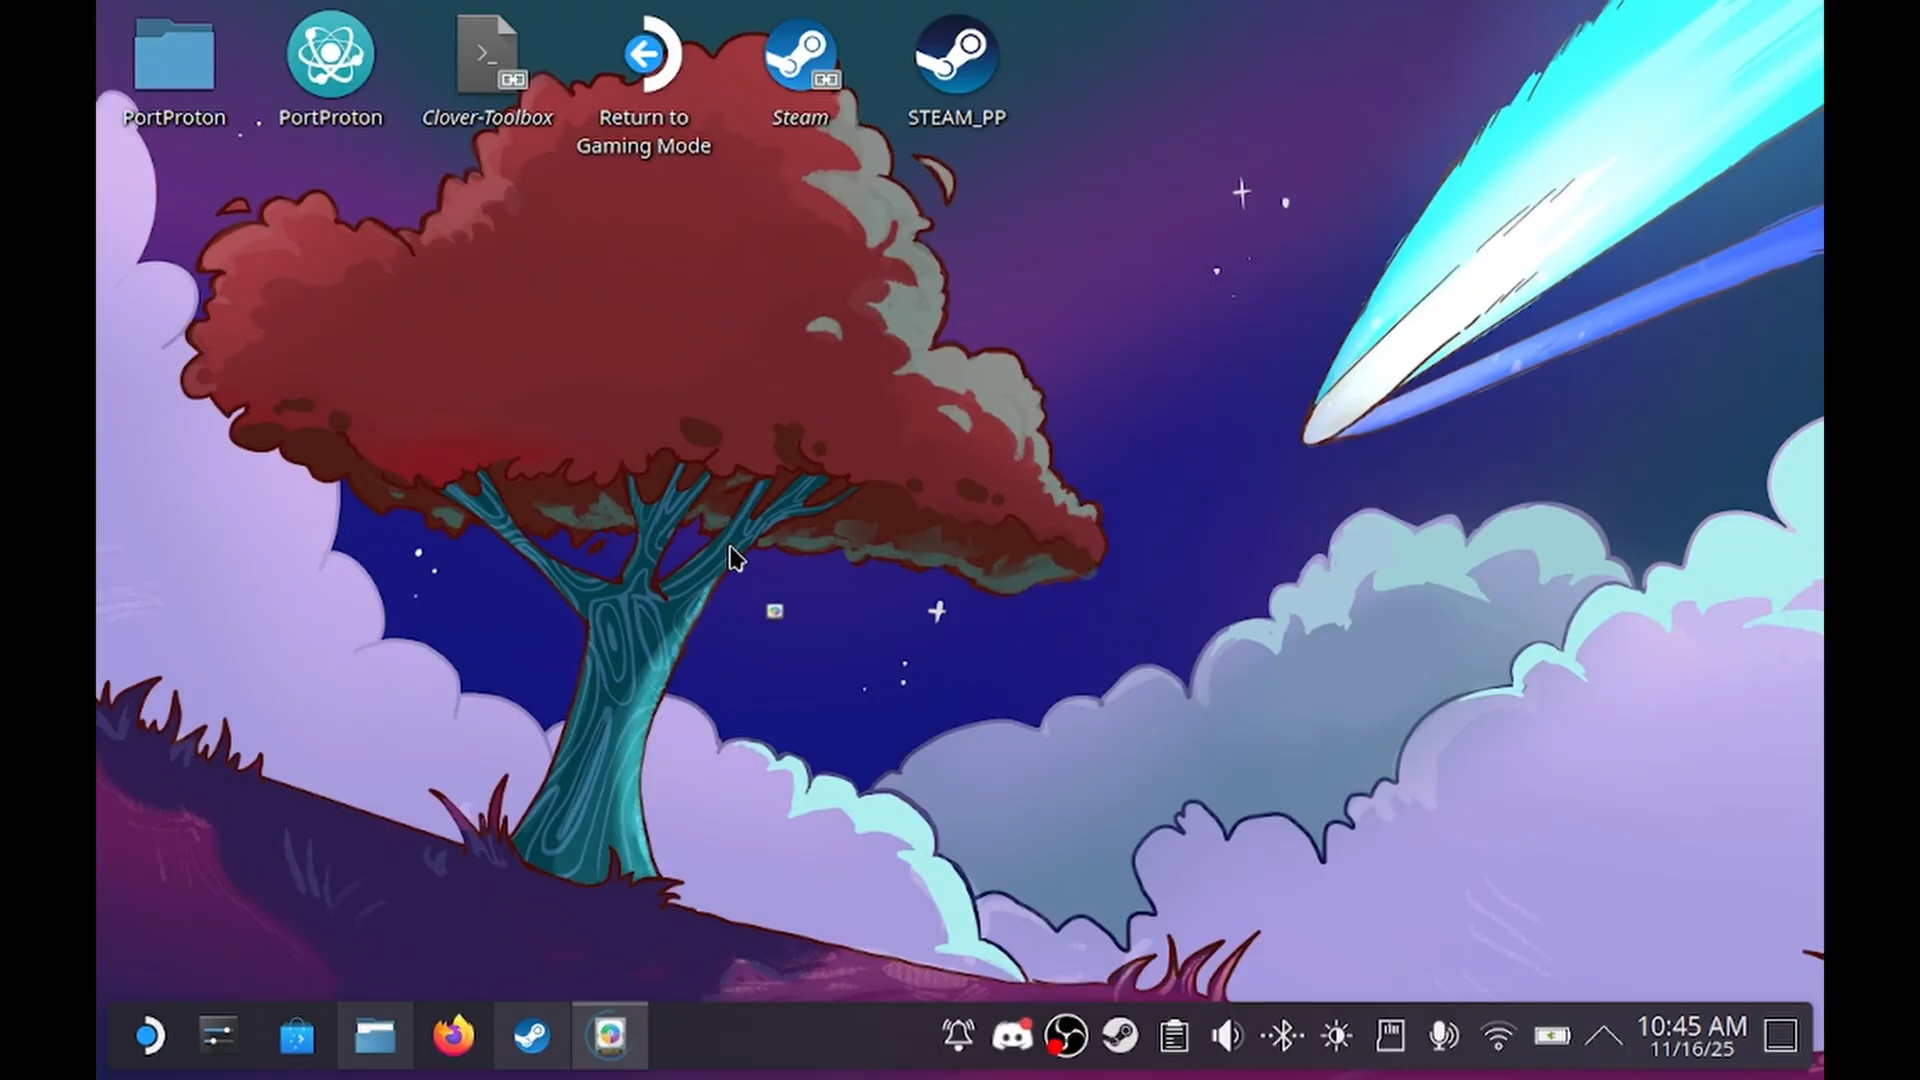 PortProton
PortProton
Clover-Toolbox
Return to
Gaming Mode
Steam
STEAM_PP
10:45 AM
11/16/25